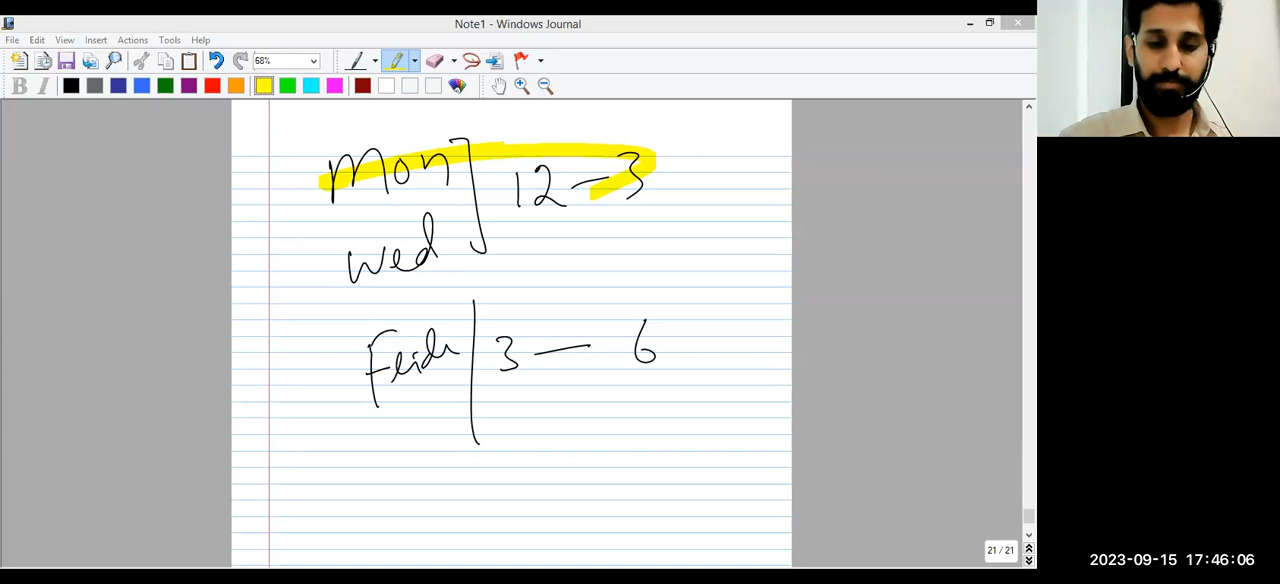 Note1 - Windows Journal
File Edit View Insert Actions Tools Help
68%
B I
Mon
12 - 3
Wed
3 - 6
21 / 21
2023-09-15 17:46:06